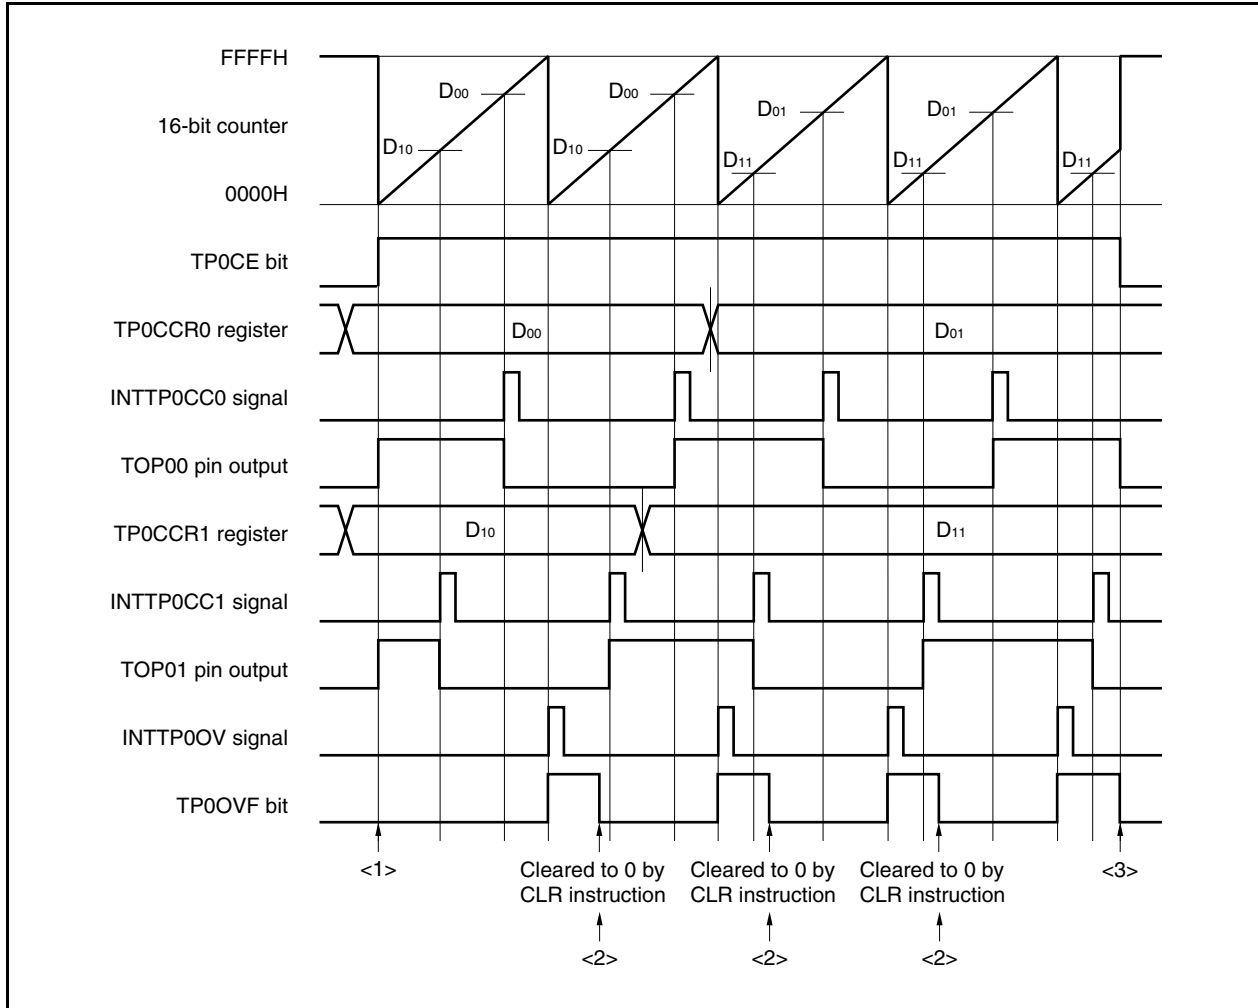 FFFFH
16-bit counter
0000H
D00
D10
D00
D10
D01
D11
D01
D11
D11
TP0CE bit
TP0CCR0 register
D00
D01
INTTP0CC0 signal
TOP00 pin output
TP0CCR1 register
D10
D11
INTTP0CC1 signal
TOP01 pin output
INTTP0OV signal
TP0OVF bit
<1>
Cleared to 0 by
CLR instruction
<2>
Cleared to 0 by
CLR instruction
<2>
Cleared to 0 by
CLR instruction
<2>
<3>